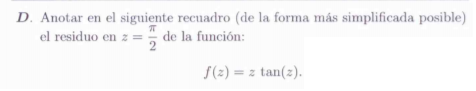 D. Anotar en el siguiente recuadro (de la forma más simplificada posible)
el residuo en z = π/2 de la función:
f(z) = z tan(z).